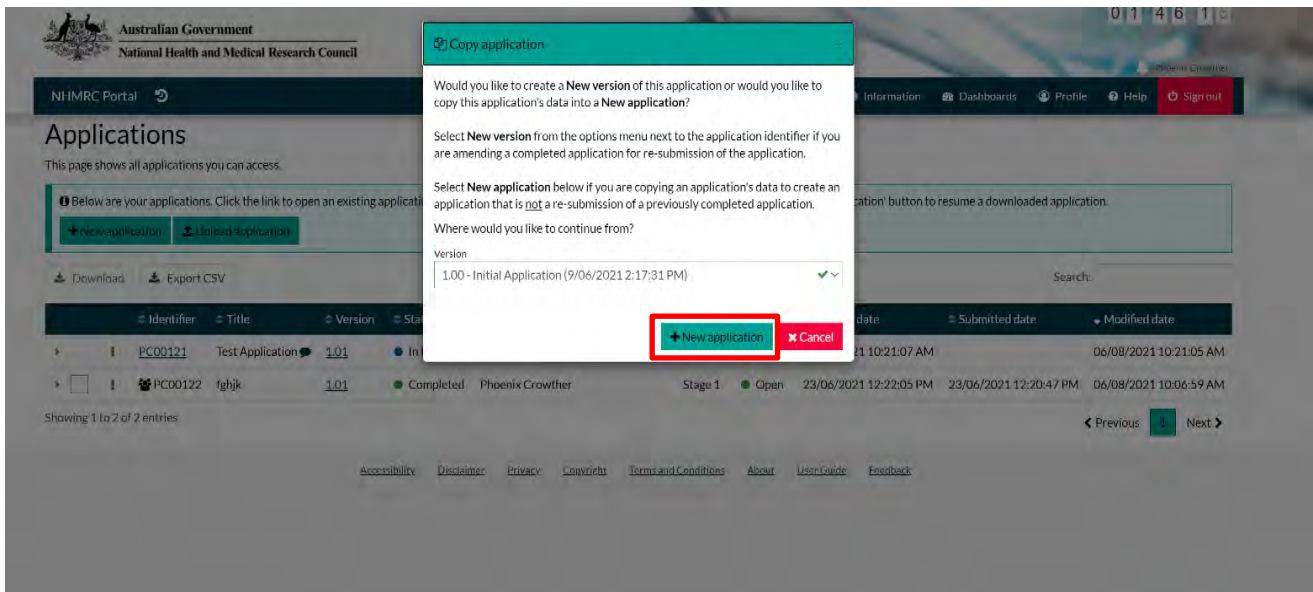 Australian Government
National Health and Medical Research Council
0 1 4 6 1
Phoenix Crowther
NHMRC Portal
Information Dashboards Profile Help Sign out
Copy application
Would you like to create a New version of this application or would you like to
copy this application's data into a New application?
Select New version from the options menu next to the application identifier if you
are amending a completed application for re-submission of the application.
Select New application below if you are copying an application's data to create an
application that is not a re-submission of a previously completed application.
Where would you like to continue from?
Version
1.00 - Initial Application (9/06/2021 2:17:31 PM)
New application Cancel
Applications
This page shows all applications you can access.
Below are your applications. Click the link to open an existing applicati
cation' button to resume a downloaded application.
New application Upload application
Download Export CSV Search:
Identifier Title Version Sta date Submitted date Modified date
PC00121 Test Application 1.01 In 21 10:21:07 AM 06/08/2021 10:21:05 AM
PC00122 fghjk 1.01 Completed Phoenix Crowther Stage 1 Open 23/06/2021 12:22:05 PM 23/06/2021 12:20:47 PM 06/08/2021 10:06:59 AM
Showing 1 to 2 of 2 entries Previous 1 Next
Accessibility Disclaimer Privacy Copyright Terms and Conditions About User Guide Feedback